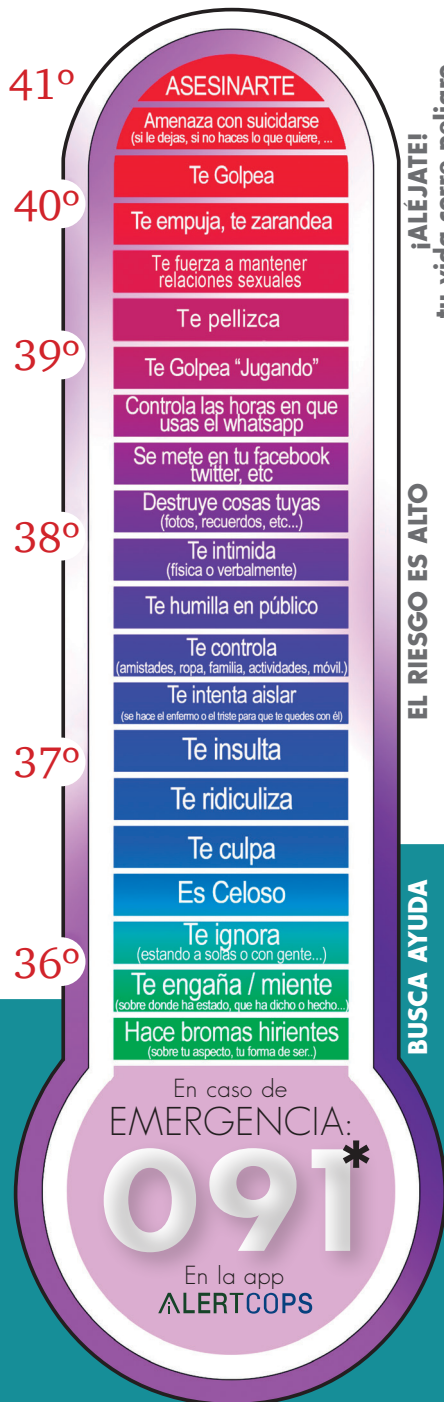 41º
ASESINARTE
Amenaza con suicidarse
(si le dejas, si no haces lo que quiere, ...
Te Golpea
40º
Te empuja, te zarandea
Te fuerza a mantener
relaciones sexuales
Te pellizca
39º
Te Golpea “Jugando”
Controla las horas en que
usas el whatsapp
Se mete en tu facebook
twitter, etc
Destruye cosas tuyas
(fotos, recuerdos, etc...)
38º
Te intimida
(física o verbalmente)
Te humilla en público
Te controla
(amistades, ropa, familia, actividades, móvil.)
Te intenta aislar
(se hace el enfermo o el triste para que te quedes con él)
37º
Te insulta
Te ridiculiza
Te culpa
Es Celoso
Te ignora
(estando a solas o con gente...)
36º
Te engaña / miente
(sobre donde ha estado, que ha dicho o hecho...)
Hace bromas hirientes
(sobre tu aspecto, tu forma de ser..)
¡ALÉJATE!
tu vida corre peligro
EL RIESGO ES ALTO
BUSCA AYUDA
En caso de
EMERGENCIA:
091*
En la app
ALERTCOPS